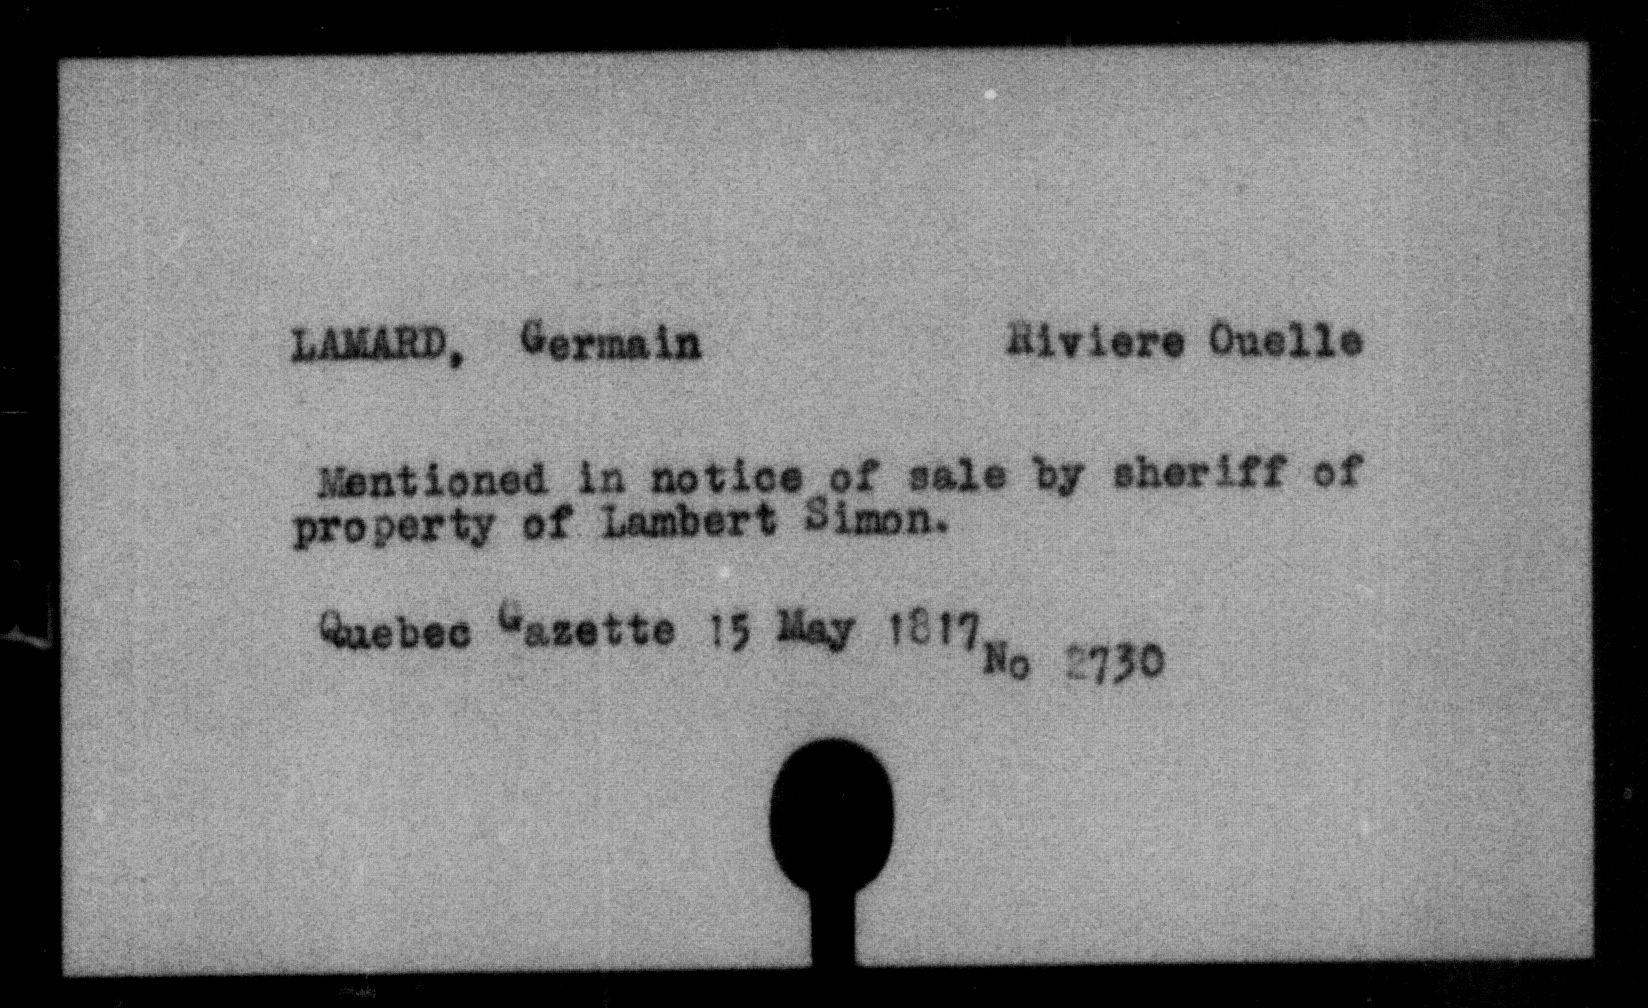 LAMARD, Germain Riviere Ouelle
Mentioned in notice of sale by sheriff of
property of Lambert Simon.
Quebec Gazette 15 May 1817 No 2730